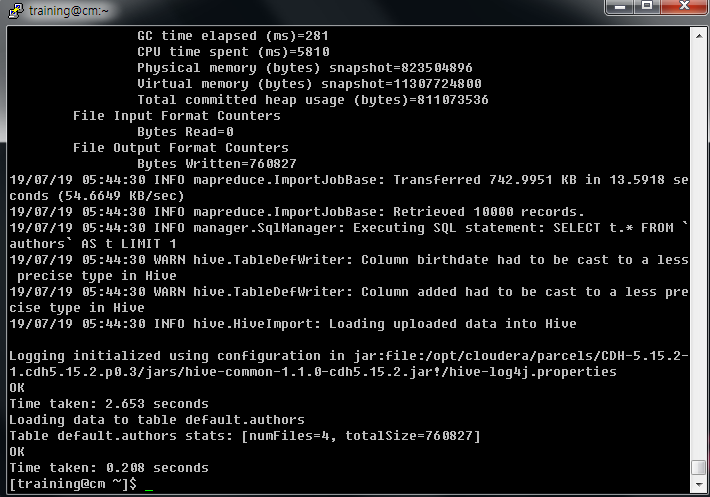 training@cm:~
GC time elapsed (ms)=281
CPU time spent (ms)=5810
Physical memory (bytes) snapshot=823504896
Virtual memory (bytes) snapshot=11307724800
Total committed heap usage (bytes)=811073536
File Input Format Counters
Bytes Read=0
File Output Format Counters
Bytes Written=760827
19/07/19 05:44:30 INFO mapreduce.ImportJobBase: Transferred 742.9951 KB in 13.5918 se
conds (54.6649 KB/sec)
19/07/19 05:44:30 INFO mapreduce.ImportJobBase: Retrieved 10000 records.
19/07/19 05:44:30 INFO manager.SqlManager: Executing SQL statement: SELECT t.* FROM `
authors` AS t LIMIT 1
19/07/19 05:44:30 WARN hive.TableDefWriter: Column birthdate had to be cast to a less
 precise type in Hive
19/07/19 05:44:30 WARN hive.TableDefWriter: Column added had to be cast to a less pre
cise type in Hive
19/07/19 05:44:30 INFO hive.HiveImport: Loading uploaded data into Hive
Logging initialized using configuration in jar:file:/opt/cloudera/parcels/CDH-5.15.2-
1.cdh5.15.2.p0.3/jars/hive-common-1.1.0-cdh5.15.2.jar!/hive-log4j.properties
OK
Time taken: 2.653 seconds
Loading data to table default.authors
Table default.authors stats: [numFiles=4, totalSize=760827]
OK
Time taken: 0.208 seconds
[training@cm ~]$